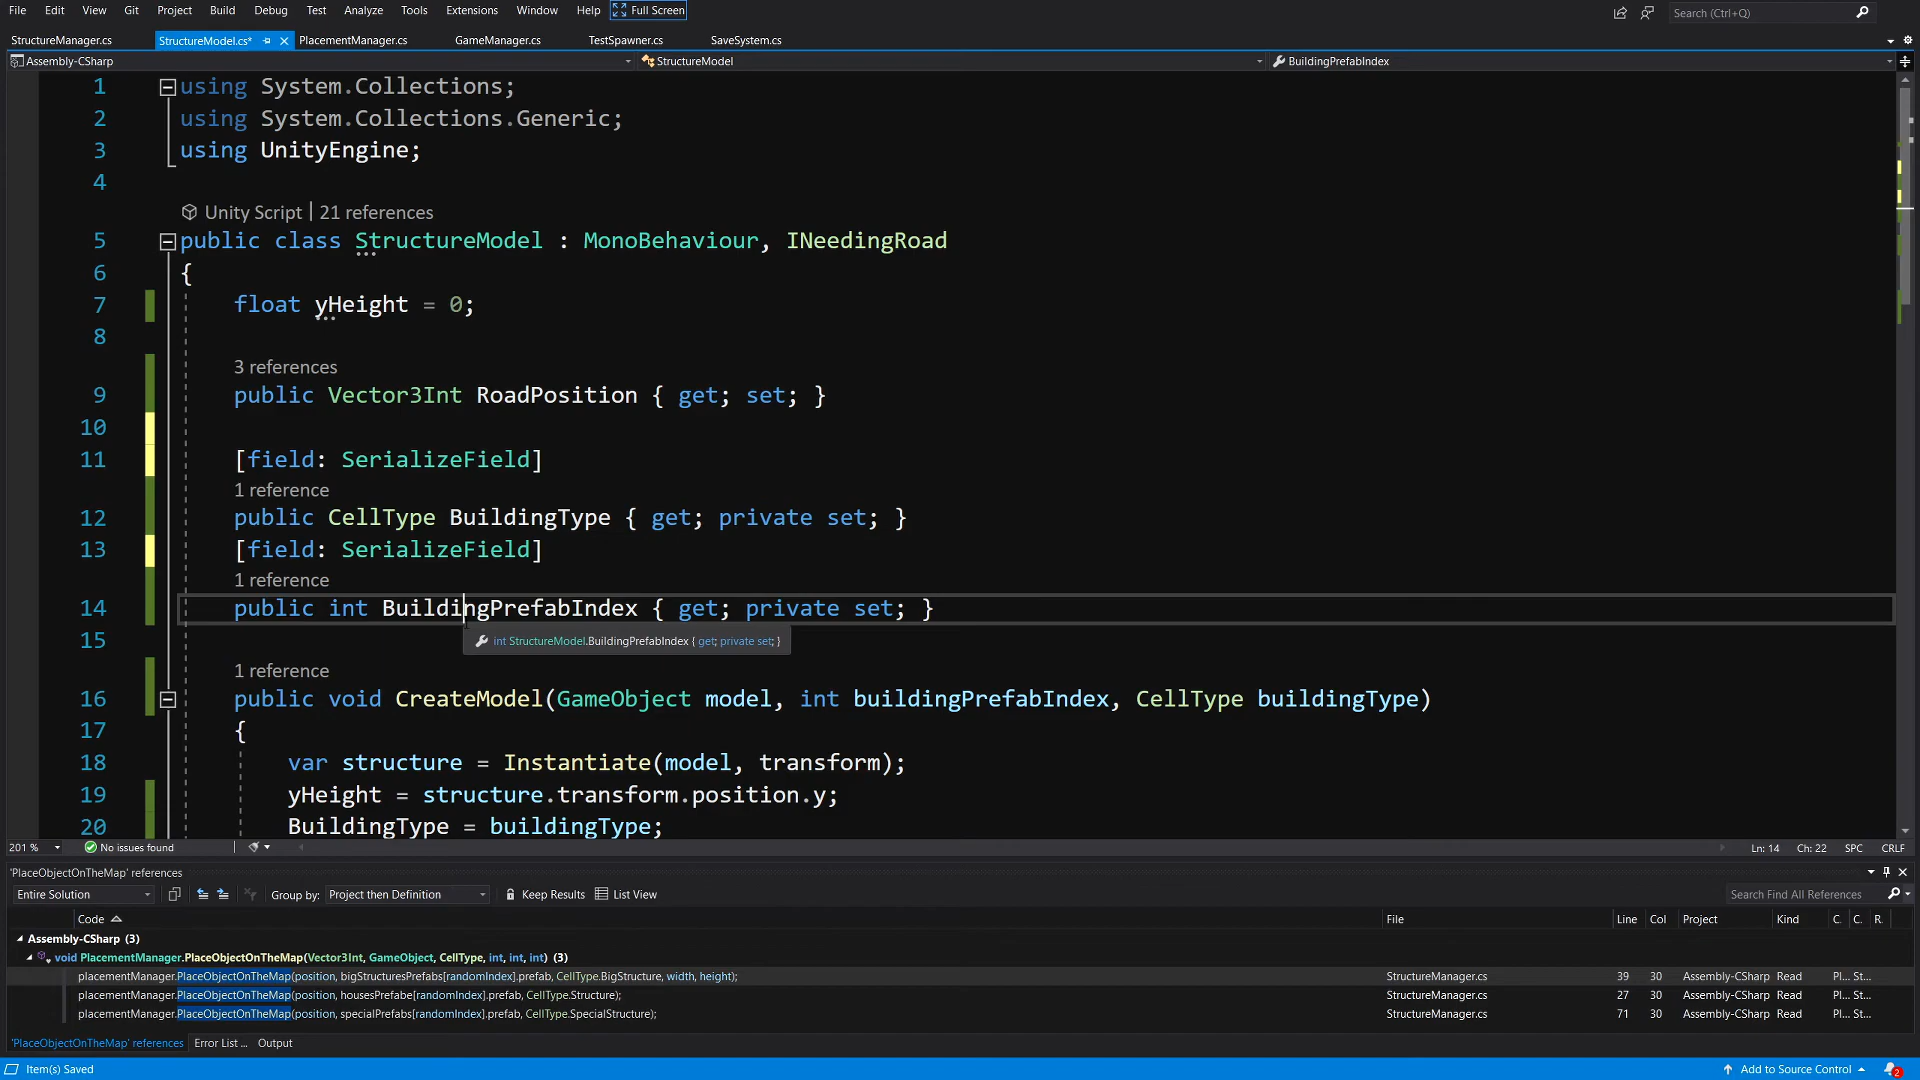 File Edit View Git Project Build Debug Test Analyze Tools Extensions Window Help Full Screen Search (Ctrl+Q)
StructureManager.cs StructureModel.cs* PlacementManager.cs GameManager.cs TestSpawner.cs SaveSystem.cs
Assembly-CSharp StructureModel BuildingPrefabIndex
1 using System.Collections;
2 using System.Collections.Generic;
3 using UnityEngine;
4
Unity Script | 21 references
5 public class StructureModel : MonoBehaviour, INeedingRoad
6 {
7 float yHeight = 0;
8
3 references
9 public Vector3Int RoadPosition { get; set; }
10
11 [field: SerializeField]
1 reference
12 public CellType BuildingType { get; private set; }
13 [field: SerializeField]
1 reference
14 public int BuildingPrefabIndex { get; private set; }
int StructureModel.BuildingPrefabIndex { get; private set; }
15
1 reference
16 public void CreateModel(GameObject model, int buildingPrefabIndex, CellType buildingType)
17 {
18 var structure = Instantiate(model, transform);
19 yHeight = structure.transform.position.y;
20 BuildingType = buildingType;
201 % No issues found Ln: 14 Ch: 22 SPC CRLF
'PlaceObjectOnTheMap' references
Entire Solution Group by: Project then Definition Keep Results List View Search Find All References
Code File Line Col Project Kind C. C. R.
Assembly-CSharp (3)
void PlacementManager.PlaceObjectOnTheMap(Vector3Int, GameObject, CellType, int, int, int) (3)
placementManager.PlaceObjectOnTheMap(position, bigStructuresPrefabs[randomIndex].prefab, CellType.BigStructure, width, height); StructureManager.cs 39 30 Assembly-CSharp Read Pl... St...
placementManager.PlaceObjectOnTheMap(position, housesPrefabe[randomIndex].prefab, CellType.Structure); StructureManager.cs 27 30 Assembly-CSharp Read Pl... St...
placementManager.PlaceObjectOnTheMap(position, specialPrefabs[randomIndex].prefab, CellType.SpecialStructure); StructureManager.cs 71 30 Assembly-CSharp Read Pl... St...
'PlaceObjectOnTheMap' references Error List ... Output
Item(s) Saved Add to Source Control 2